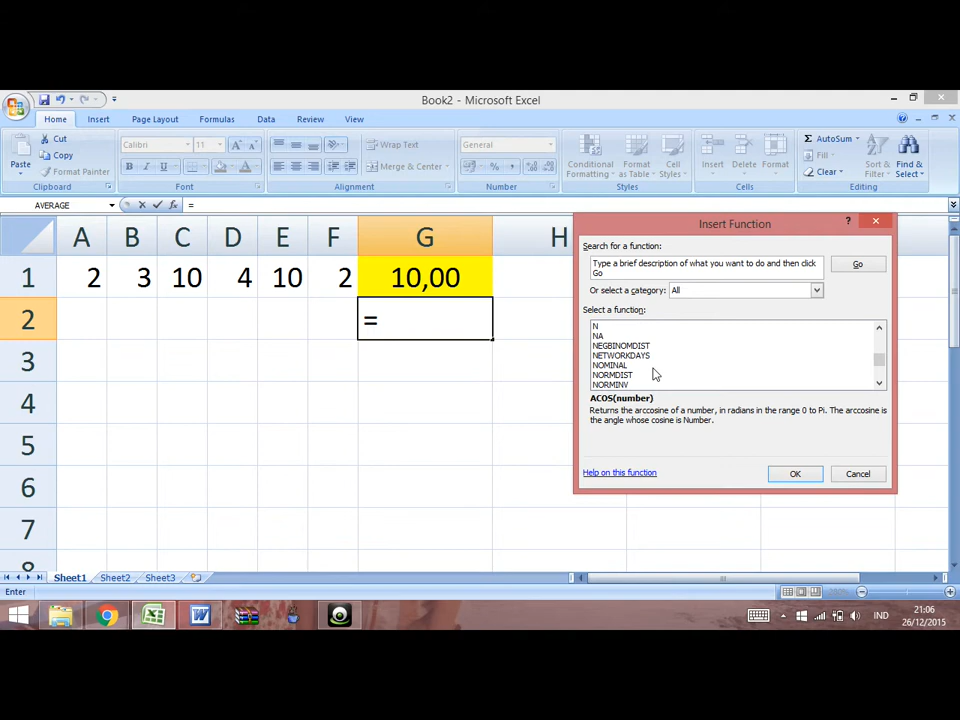 Book2 - Microsoft Excel
Home Insert Page Layout Formulas Data Review View
Paste
Cut
Copy
Format Painter
Clipboard
Calibri 11
B I U
Font
Wrap Text
Merge & Center
Alignment
General
Number
Conditional Formatting
Format as Table
Cell Styles
Styles
Insert Delete Format
Cells
Σ AutoSum
Fill
Clear
Sort & Filter
Find & Select
Editing
AVERAGE fx =
A B C D E F G H
1 2 3 10 4 10 2 10,00
2 =
3
4
5
6
7
8
Insert Function
Search for a function:
Type a brief description of what you want to do and then click
Go
Go
Or select a category: All
Select a function:
N
NA
NEGBINOMDIST
NETWORKDAYS
NOMINAL
NORMDIST
NORMINV
ACOS(number)
Returns the arccosine of a number, in radians in the range 0 to Pi. The arccosine is
the angle whose cosine is Number.
Help on this function
OK Cancel
Sheet1 Sheet2 Sheet3
Enter
IND
21:06
26/12/2015